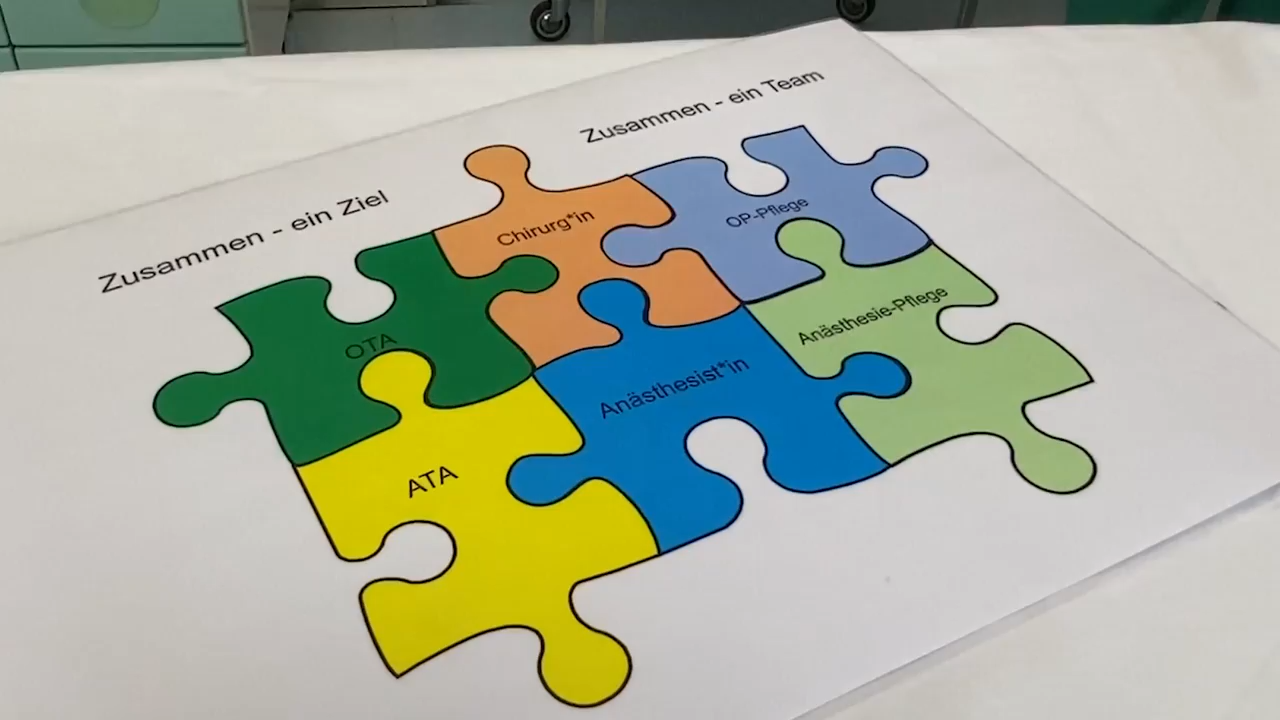 Zusammen - ein Ziel
Zusammen - ein Team
OTA
Chirurg*in
OP-Pflege
ATA
Anästhesist*in
Anästhesie-Pflege